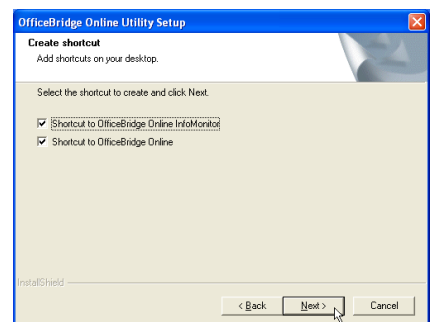 OfficeBridge Online Utility Setup
Create shortcut
Add shortcuts on your desktop.
Select the shortcut to create and click Next.
Shortcut to OfficeBridge Online InfoMonitor
Shortcut to OfficeBridge Online
InstallShield
< Back Next > Cancel